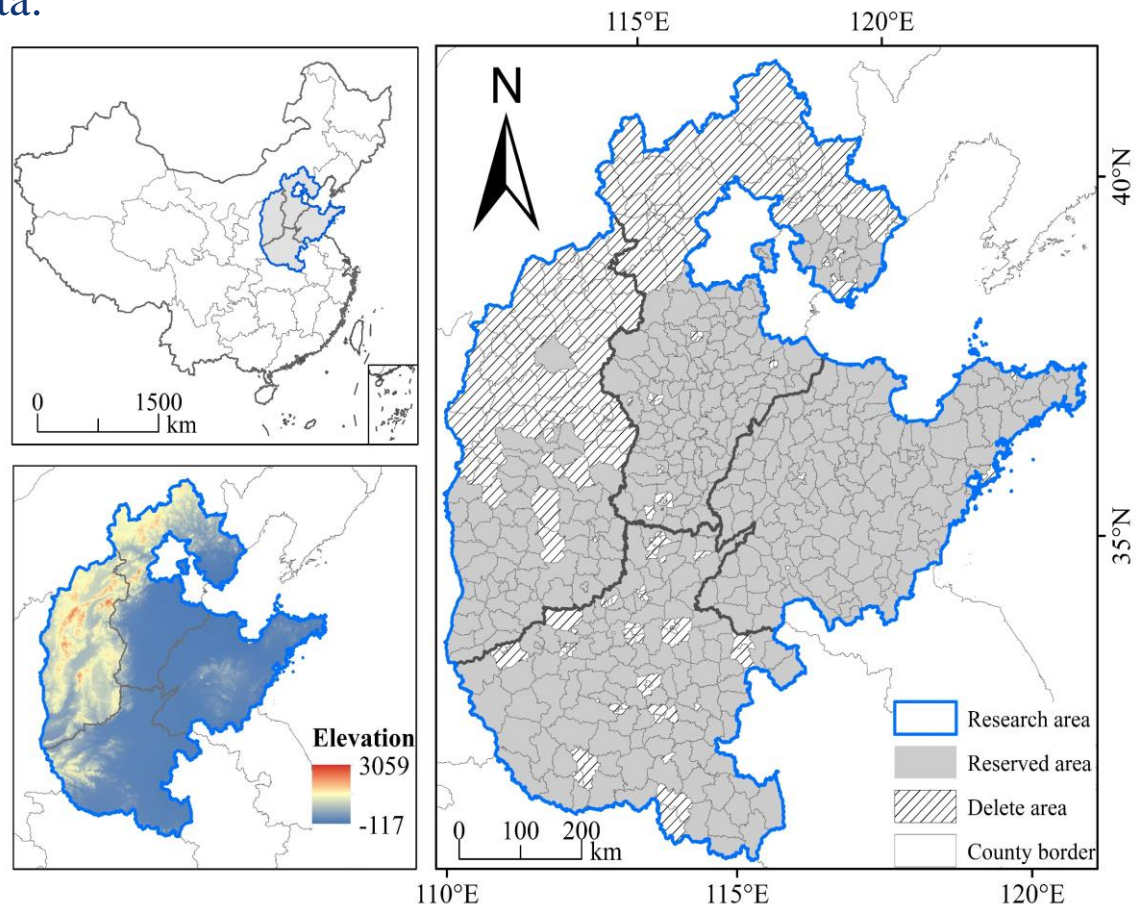 ta.
0 1500
km
Elevation
3059
-117
115°E 120°E
N
40°N
35°N
Research area
Reserved area
Delete area
County border
0 100 200
km
110°E 115°E 120°E